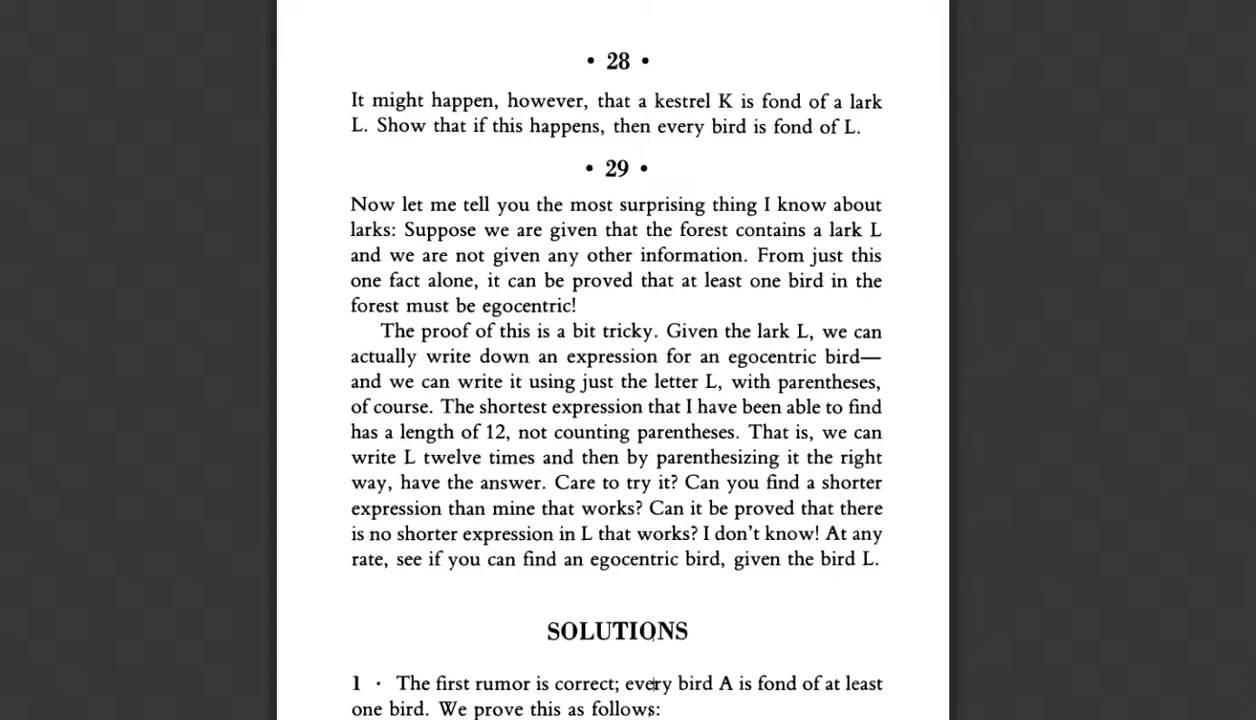 • 28 •
It might happen, however, that a kestrel K is fond of a lark
L. Show that if this happens, then every bird is fond of L.
• 29 •
Now let me tell you the most surprising thing I know about
larks: Suppose we are given that the forest contains a lark L
and we are not given any other information. From just this
one fact alone, it can be proved that at least one bird in the
forest must be egocentric!
The proof of this is a bit tricky. Given the lark L, we can
actually write down an expression for an egocentric bird—
and we can write it using just the letter L, with parentheses,
of course. The shortest expression that I have been able to find
has a length of 12, not counting parentheses. That is, we can
write L twelve times and then by parenthesizing it the right
way, have the answer. Care to try it? Can you find a shorter
expression than mine that works? Can it be proved that there
is no shorter expression in L that works? I don't know! At any
rate, see if you can find an egocentric bird, given the bird L.
SOLUTIONS
1 · The first rumor is correct; every bird A is fond of at least
one bird. We prove this as follows: